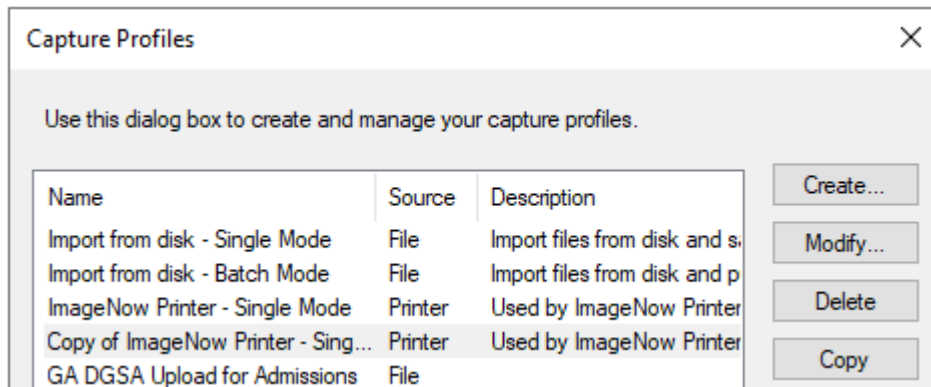 Capture Profiles
Use this dialog box to create and manage your capture profiles.
Name Source Description
Import from disk - Single Mode File Import files from disk and sa
Import from disk - Batch Mode File Import files from disk and p
ImageNow Printer - Single Mode Printer Used by ImageNow Printer
Copy of ImageNow Printer - Sing... Printer Used by ImageNow Printer
GA DGSA Upload for Admissions File
Create...
Modify...
Delete
Copy